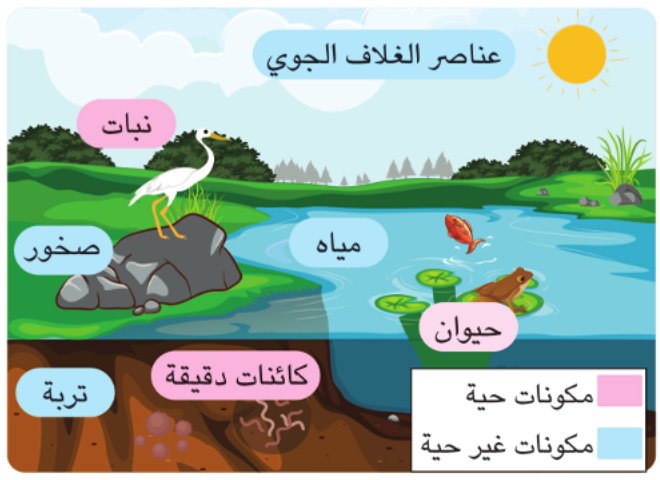 عناصر الغلاف الجوي
نبات
صخور
مياه
حيوان
كائنات دقيقة
تربة
مكونات حية
مكونات غير حية